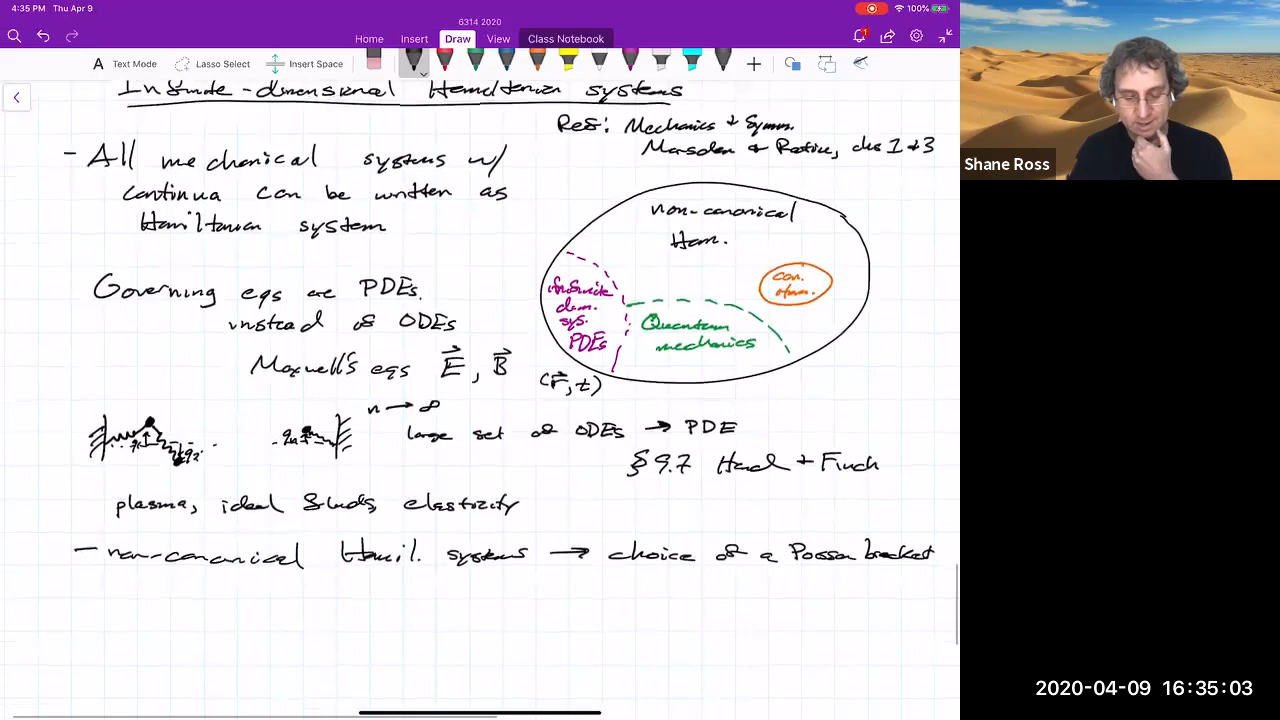 4:35 PM Thu Apr 9
100%
6314 2020
Home Insert Draw View Class Notebook
1
A Text Mode Lasso Select Insert Space
Infinite-dimensional Hamiltonian systems
Ref: Mechanics + Symm.
Marsden & Ratiu, chs 1 & 3
- All mechanical systems w/
continua can be written as
Hamiltonian system
non-canonical
Ham.
can.
Ham.
infinite
dim.
sys.
PDEs
Quantum
mechanics
(r⃗, t)
Governing eqs are PDEs.
instead of ODEs
Maxwell's eqs E⃗, B⃗
n → ∞
large set of ODEs → PDE
§ 9.7 Hand + Finch
plasma, ideal fluids, elasticity
- non-canonical Hamil. systems → choice of a Poisson bracket
Shane Ross
2020-04-09 16:35:03